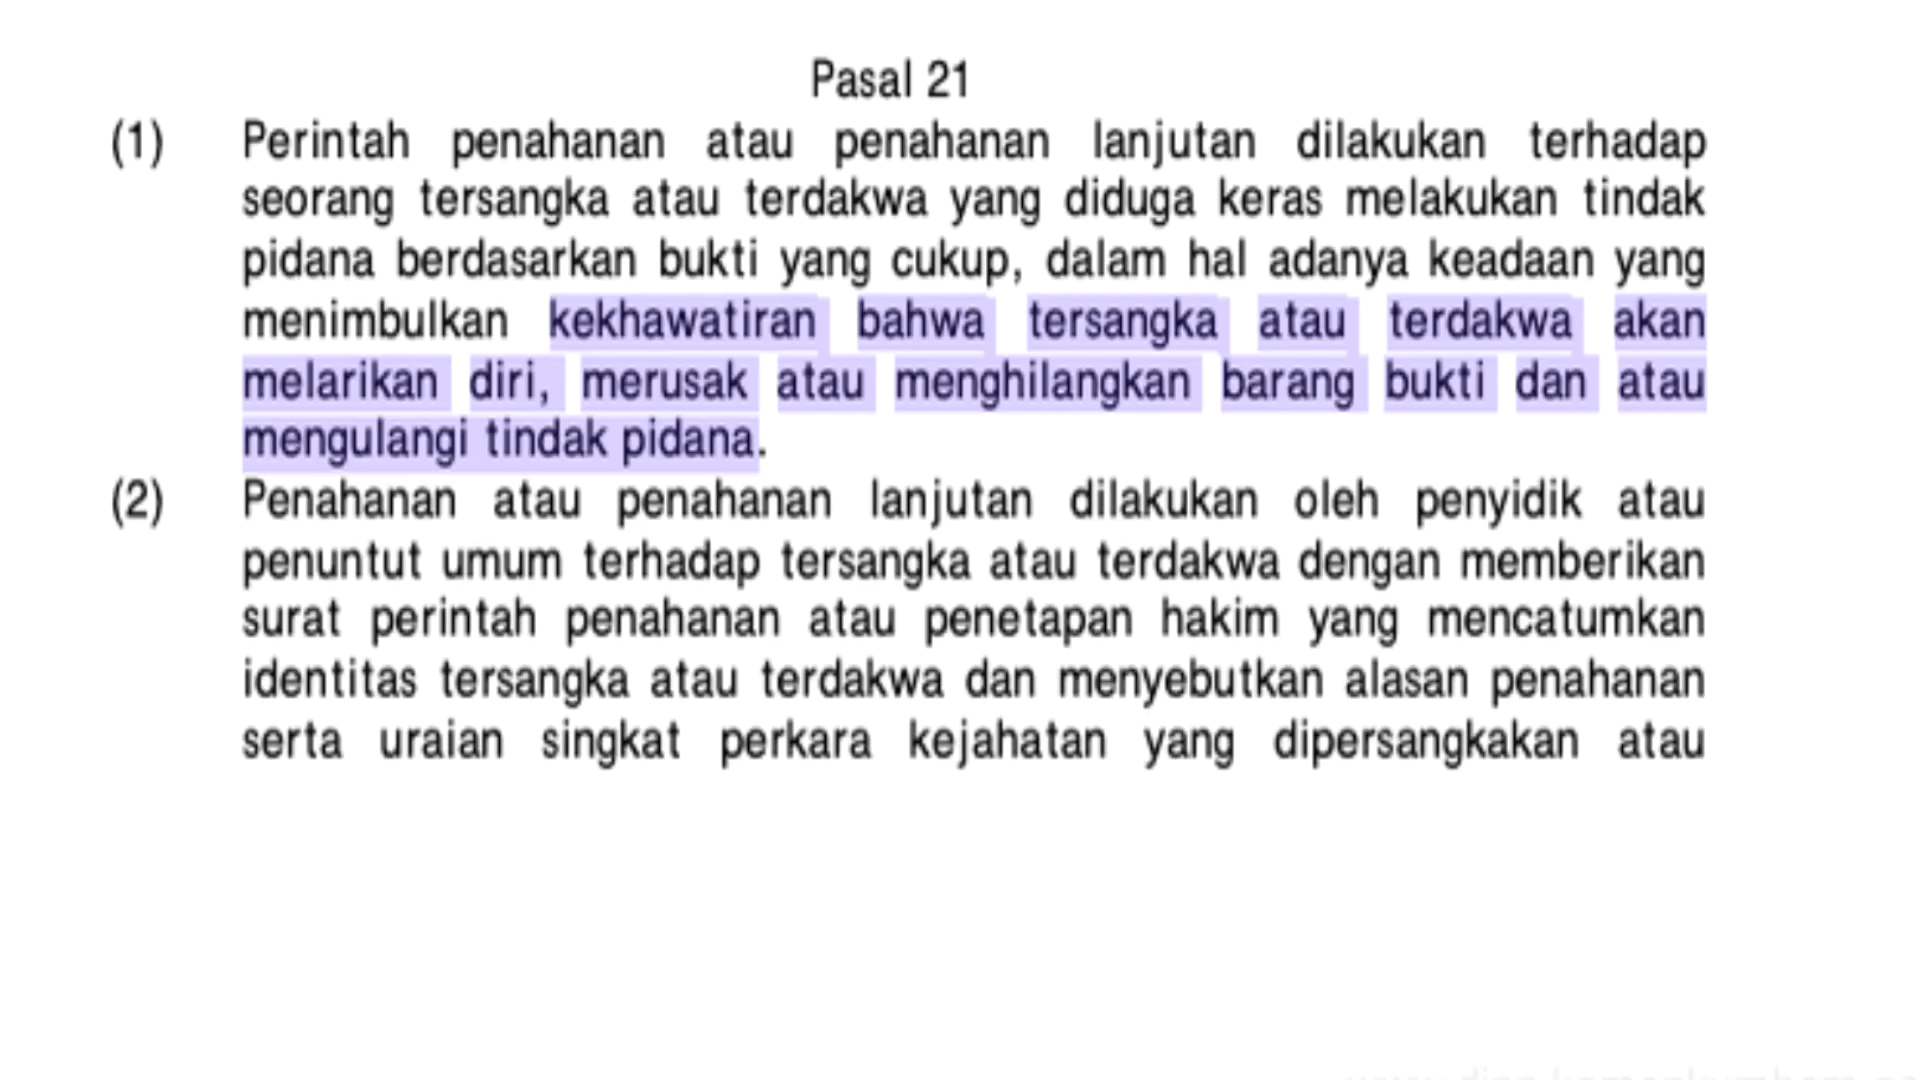 Pasal 21
(1) Perintah penahanan atau penahanan lanjutan dilakukan terhadap
seorang tersangka atau terdakwa yang diduga keras melakukan tindak
pidana berdasarkan bukti yang cukup, dalam hal adanya keadaan yang
menimbulkan kekhawatiran bahwa tersangka atau terdakwa akan
melarikan diri, merusak atau menghilangkan barang bukti dan atau
mengulangi tindak pidana.
(2) Penahanan atau penahanan lanjutan dilakukan oleh penyidik atau
penuntut umum terhadap tersangka atau terdakwa dengan memberikan
surat perintah penahanan atau penetapan hakim yang mencatumkan
identitas tersangka atau terdakwa dan menyebutkan alasan penahanan
serta uraian singkat perkara kejahatan yang dipersangkakan atau